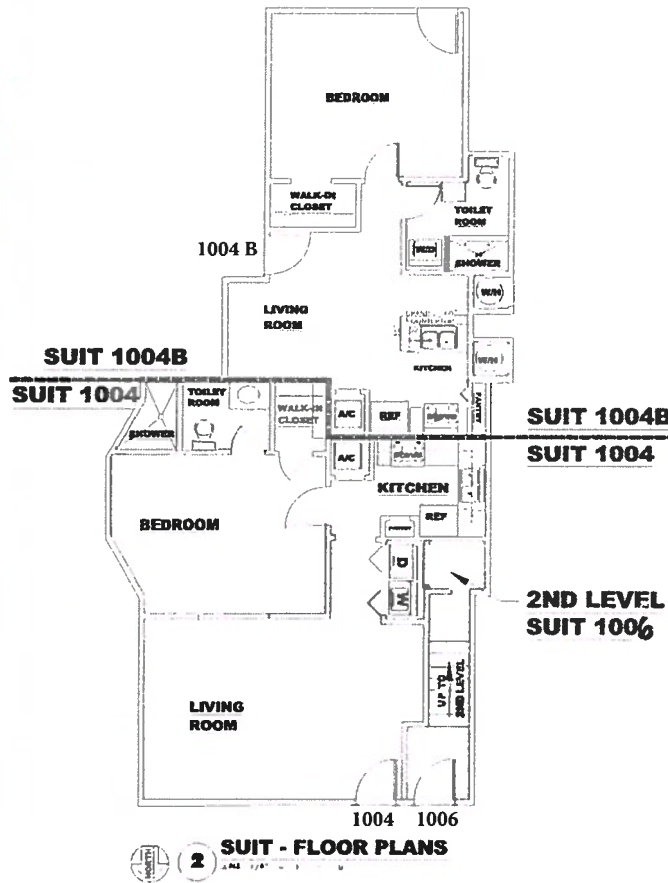 BEDROOM
WALK-IN
CLOSET
TOILET
ROOM
1004 B
W/D
SHOWER
W/H
LIVING
ROOM
KITCHEN
W/H
SUIT 1004B
SUIT 1004
TOILET
ROOM
WALK-IN
CLOSET
SHOWER
A/C
REF
PANTRY
SUIT 1004B
SUIT 1004
A/C
KITCHEN
BEDROOM
REF
D
W
2ND LEVEL
SUIT 1006
UP TO
2ND LEVEL
LIVING
ROOM
1004 1006
NORTH
2
SUIT - FLOOR PLANS